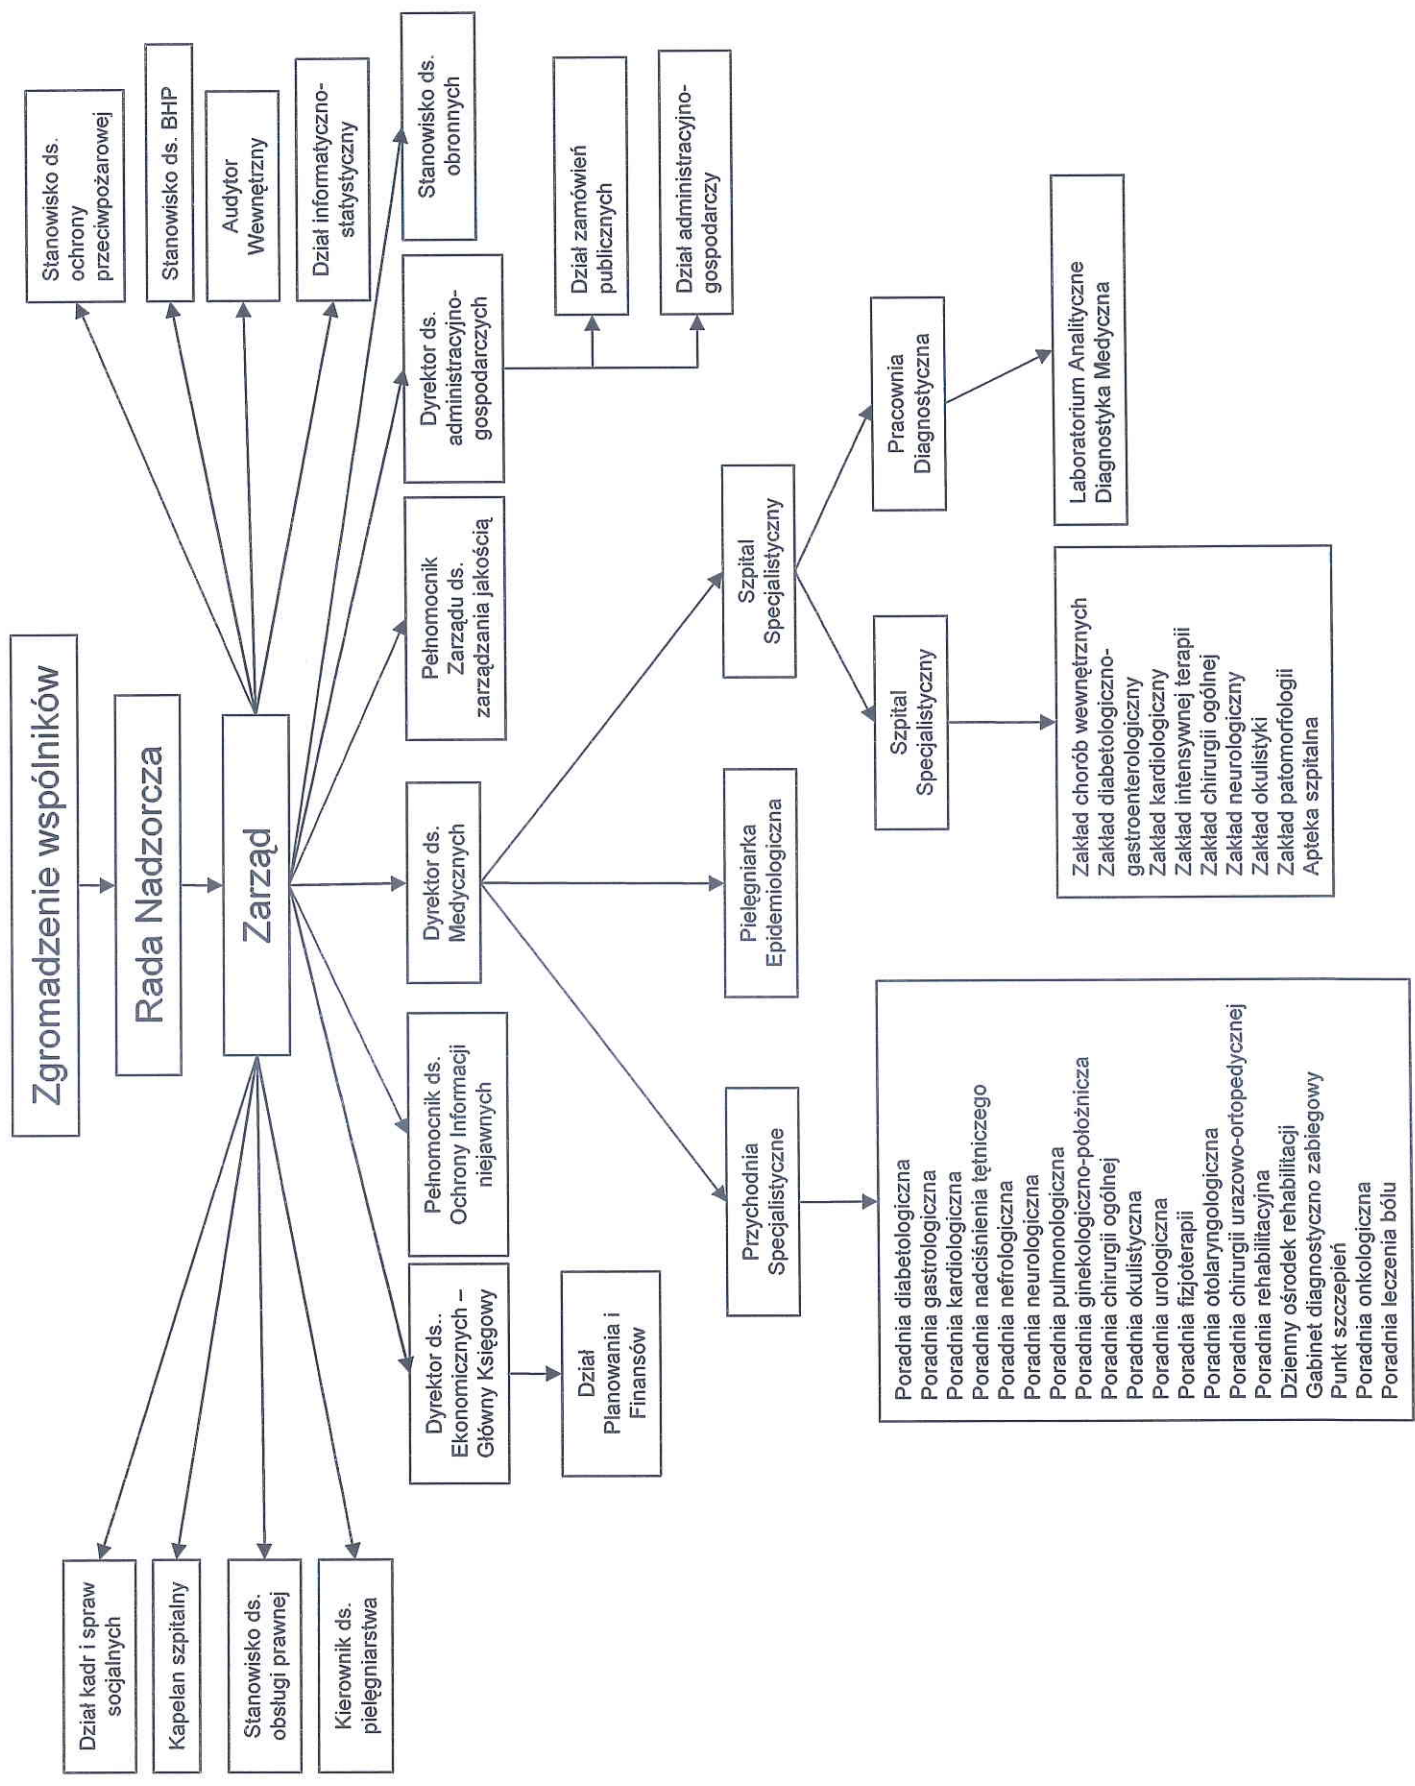 Zgromadzenie wspólników
Rada Nadzorcza
Zarząd
Dział kadr i spraw
socjalnych
Kapelan szpitalny
Stanowisko ds.
obsługi prawnej
Kierownik ds.
pielęgniarstwa
Stanowisko ds.
ochrony
przeciwpożarowej
Stanowisko ds. BHP
Audytor
Wewnętrzny
Dział informatyczno-
statystyczny
Stanowisko ds.
obronnych
Dyrektor ds..
Ekonomicznych –
Główny Księgowy
Pełnomocnik ds.
Ochrony Informacji
niejawnych
Dyrektor ds.
Medycznych
Pełnomocnik
Zarządu ds.
zarządzania jakością
Dyrektor ds.
administracyjno-
gospodarczych
Dział
Planowania i
Finansów
Dział zamówień
publicznych
Dział administracyjno-
gospodarczy
Przychodnia
Specjalistyczne
Pielęgniarka
Epidemiologiczna
Szpital
Specjalistyczny
Szpital
Specjalistyczny
Pracownia
Diagnostyczna
Poradnia diabetologiczna
Poradnia gastrologiczna
Poradnia kardiologiczna
Poradnia nadciśnienia tętniczego
Poradnia nefrologiczna
Poradnia neurologiczna
Poradnia pulmonologiczna
Poradnia ginekologiczno-położnicza
Poradnia chirurgii ogólnej
Poradnia okulistyczna
Poradnia urologiczna
Poradnia fizjoterapii
Poradnia otolaryngologiczna
Poradnia chirurgii urazowo-ortopedycznej
Poradnia rehabilitacyjna
Dzienny ośrodek rehabilitacji
Gabinet diagnostyczno zabiegowy
Punkt szczepień
Poradnia onkologiczna
Poradnia leczenia bólu
Zakład chorób wewnętrznych
Zakład diabetologiczno-
gastroenterologiczny
Zakład kardiologiczny
Zakład intensywnej terapii
Zakład chirurgii ogólnej
Zakład neurologiczny
Zakład okulistyki
Zakład patomorfologii
Apteka szpitalna
Laboratorium Analityczne
Diagnostyka Medyczna